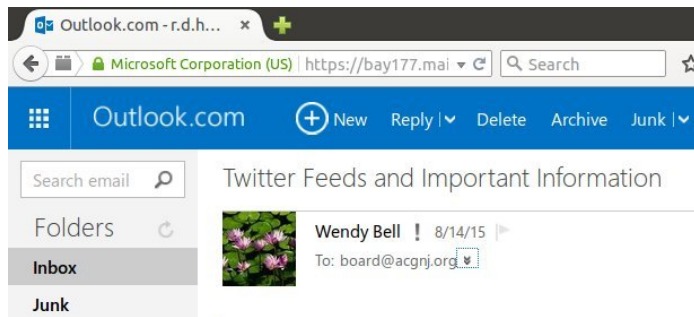 Outlook.com - r.d.h... ×
Microsoft Corporation (US) https://bay177.mai Search
Outlook.com New Reply Delete Archive Junk
Search email
Twitter Feeds and Important Information
Folders
Wendy Bell ! 8/14/15
To: board@acgnj.org
Inbox
Junk